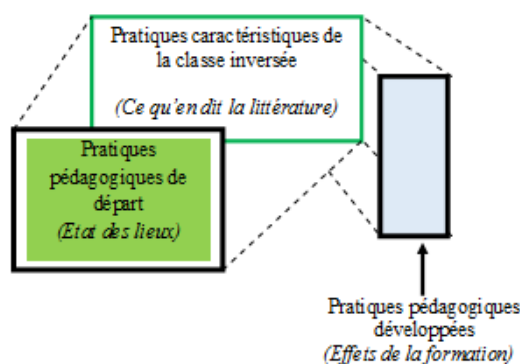 Pratiques caractéristiques de
la classe inversée
(Ce qu'en dit la littérature)
Pratiques
pédagogiques de
départ
(Etat des lieux)
Pratiques pédagogiques
développées
(Effets de la formation)